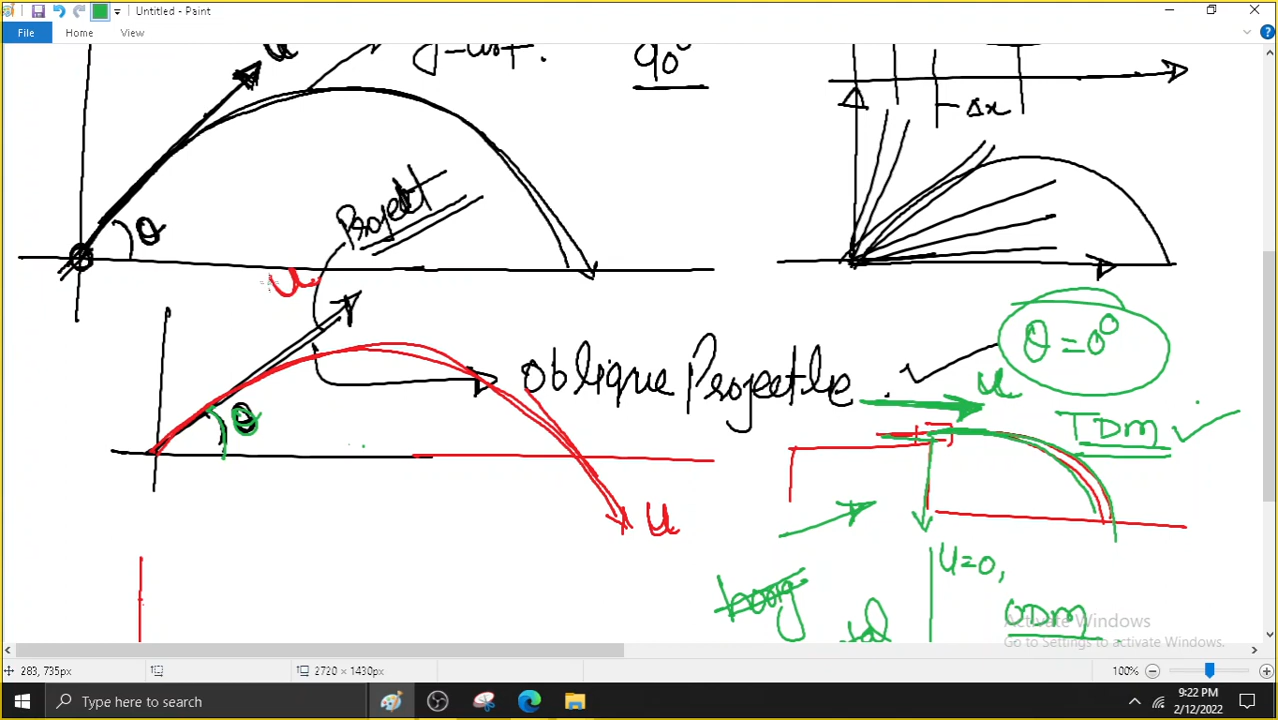 Untitled - Paint
File
Home
View
u
90°
Δx
θ
Project
u
θ = 0°
oblique Projectile .
u
θ
TDM
u
U=0,
ODM
Activate Windows
Go to Settings to activate Windows.
283, 735px
2720 × 1430px
100%
Type here to search
9:22 PM
2/12/2022